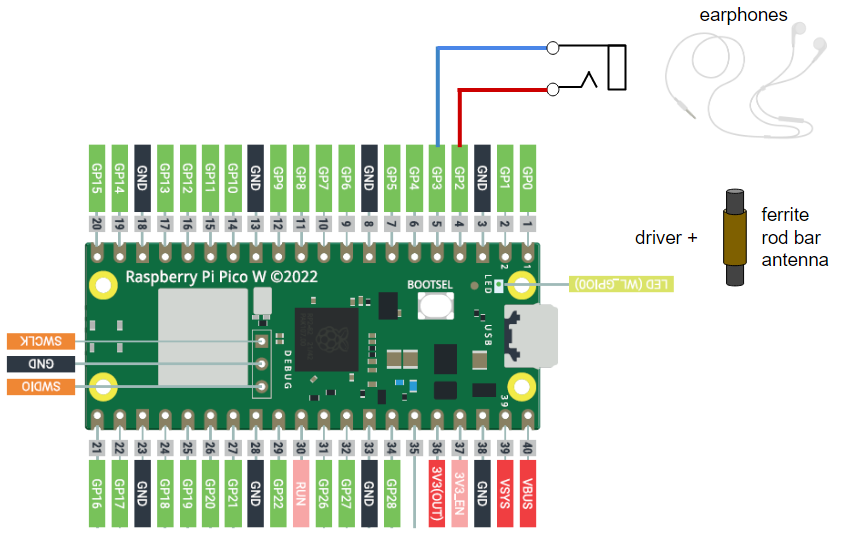 earphones
GP15
GP14
GND
GP13
GP12
GP11
GP10
GND
GP9
GP8
GP7
GP6
GND
GP5
GP4
GP3
GP2
GND
GP1
GP0
20
19
18
17
16
15
14
13
12
11
10
9
8
7
6
5
4
3
2
1
driver +
ferrite
rod bar
antenna
2
1
Raspberry Pi Pico W ©2022
BOOTSEL
LED
LED (WL_GPIO0)
USB
DEBUG
SWCLK
GND
SWDIO
39
21
22
23
24
25
26
27
28
29
30
31
32
33
34
35
36
37
38
39
40
GP16
GP17
GND
GP18
GP19
GP20
GP21
GND
GP22
RUN
GP26
GP27
GND
GP28
3V3(OUT)
3V3_EN
GND
VSYS
VBUS